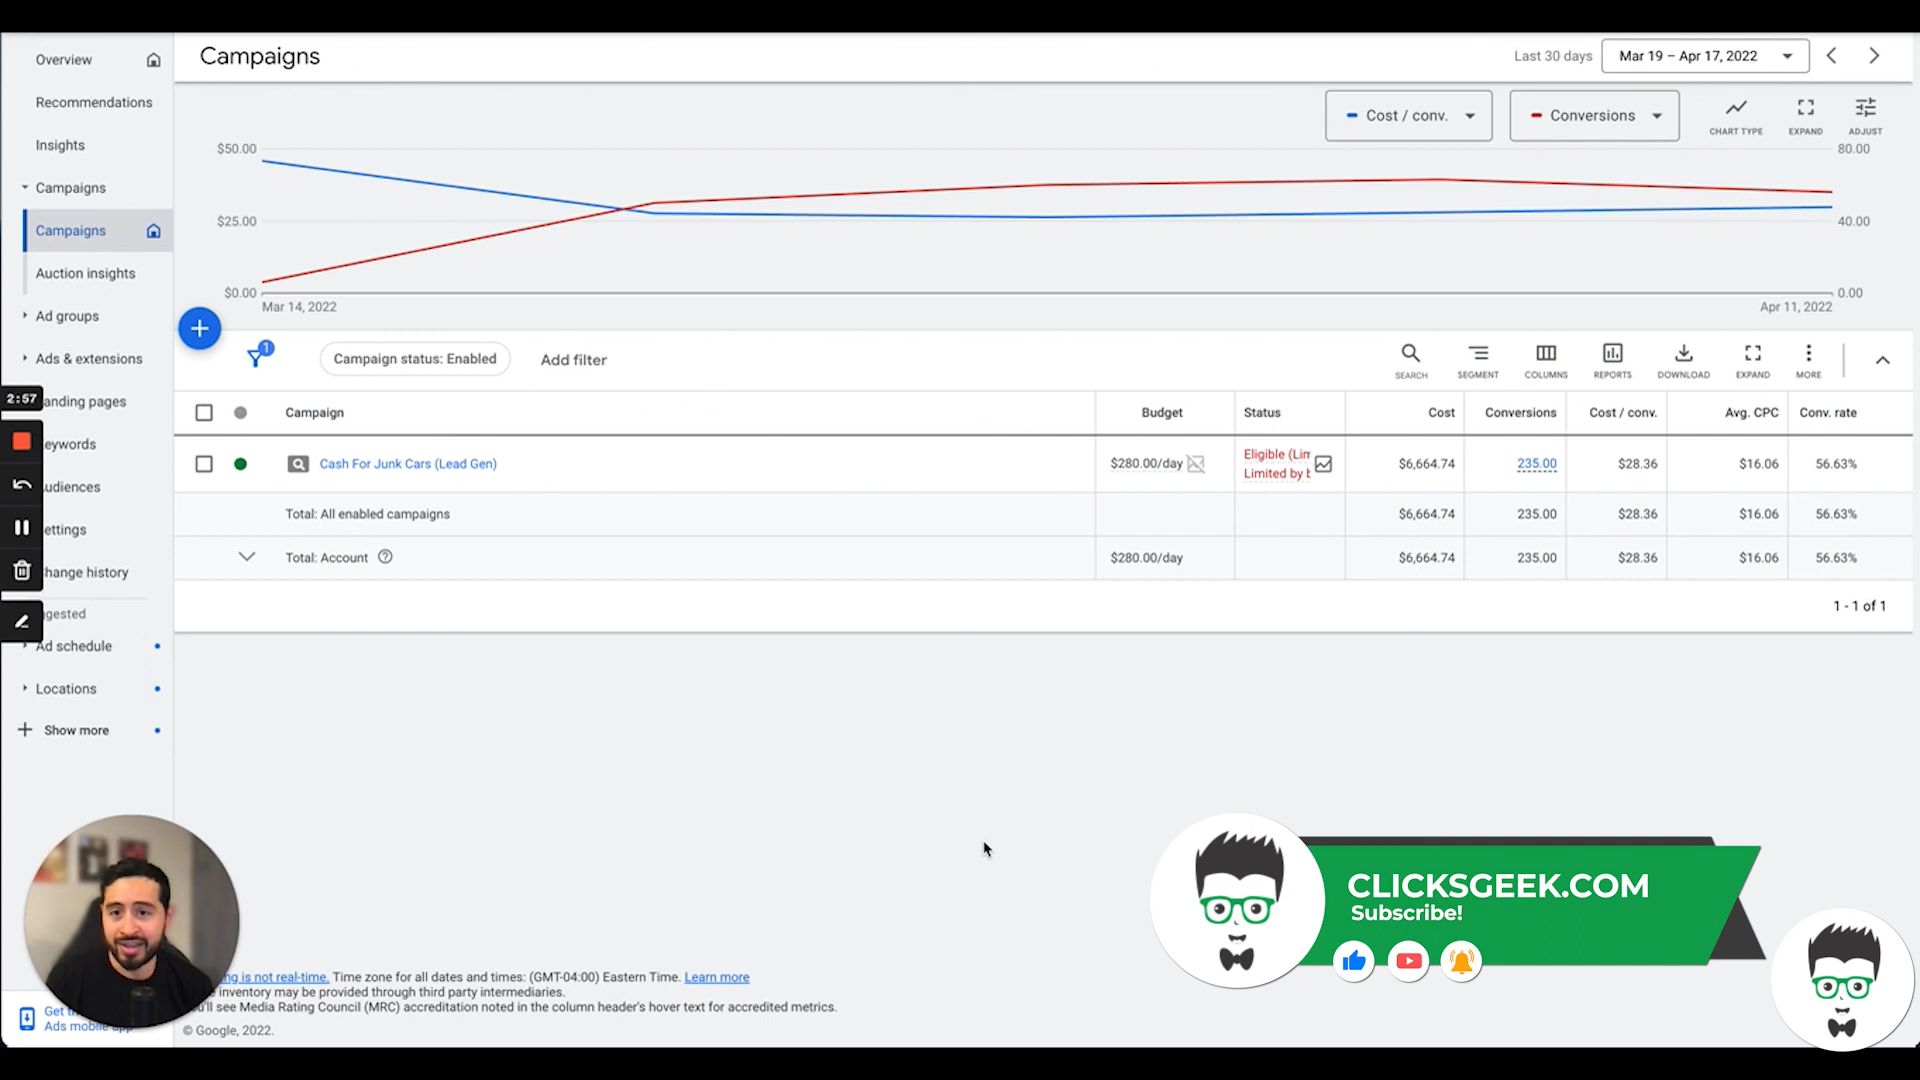 Overview
Recommendations
Insights
Campaigns
Campaigns
Auction insights
Ad groups
Ads & extensions
anding pages
eywords
udiences
ettings
hange history
gested
Ad schedule
Locations
Show more
2:57
Campaigns
Last 30 days
Mar 19 – Apr 17, 2022
Cost / conv.
Conversions
CHART TYPE
EXPAND
ADJUST
$50.00
$25.00
$0.00
80.00
40.00
0.00
Mar 14, 2022
Apr 11, 2022
1
Campaign status: Enabled
Add filter
SEARCH
SEGMENT
COLUMNS
REPORTS
DOWNLOAD
EXPAND
MORE
Campaign Budget Status Cost Conversions Cost / conv. Avg. CPC Conv. rate
Cash For Junk Cars (Lead Gen) $280.00/day Eligible (Lim $6,664.74 235.00 $28.36 $16.06 56.63%
Limited by b
Total: All enabled campaigns $6,664.74 235.00 $28.36 $16.06 56.63%
Total: Account $280.00/day $6,664.74 235.00 $28.36 $16.06 56.63%
1 - 1 of 1
CLICKSGEEK.COM
Subscribe!
ng is not real-time. Time zone for all dates and times: (GMT-04:00) Eastern Time. Learn more
e inventory may be provided through third party intermediaries.
u'll see Media Rating Council (MRC) accreditation noted in the column header's hover text for accredited metrics.
© Google, 2022.
Get th
Ads mobile app